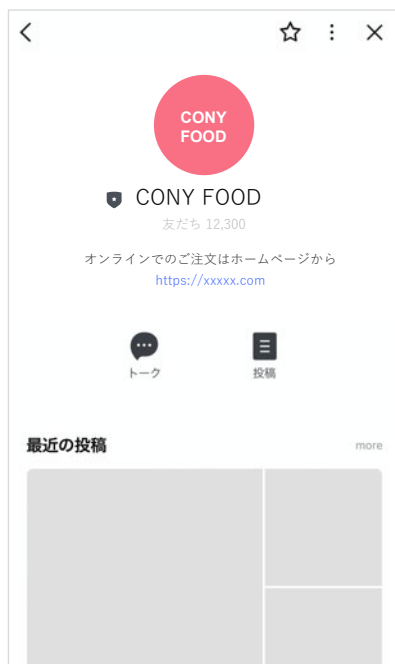 CONY
FOOD
CONY FOOD
友だち 12,300
オンラインでのご注文はホームページから
https://xxxxx.com
トーク
投稿
最近の投稿
more